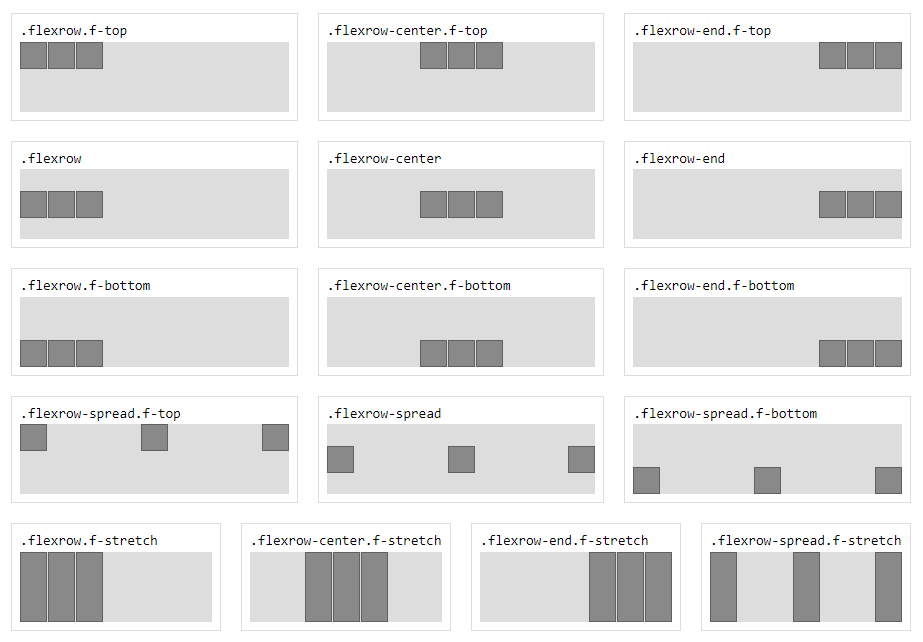 .flexrow.f-top
.flexrow-center.f-top
.flexrow-end.f-top
.flexrow
.flexrow-center
.flexrow-end
.flexrow.f-bottom
.flexrow-center.f-bottom
.flexrow-end.f-bottom
.flexrow-spread.f-top
.flexrow-spread
.flexrow-spread.f-bottom
.flexrow.f-stretch
.flexrow-center.f-stretch
.flexrow-end.f-stretch
.flexrow-spread.f-stretch